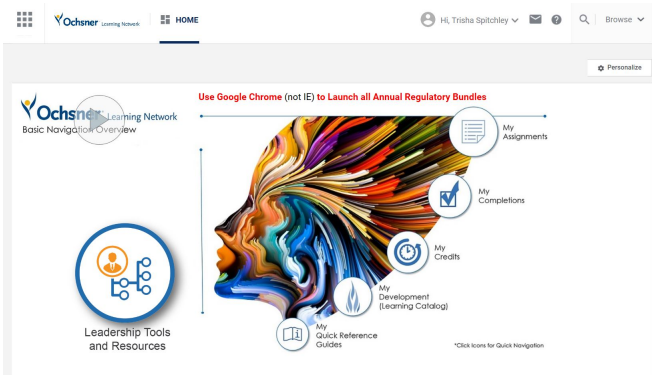 Ochsner Learning Network
HOME
Hi, Trisha Spitchley
Browse
Personalize
Use Google Chrome (not IE) to Launch all Annual Regulatory Bundles
Ochsner Learning Network
Basic Navigation Overview
My
Assignments
My
Completions
My
Credits
My
Development
(Learning Catalog)
My
Quick Reference
Guides
Leadership Tools
and Resources
*Click Icons for Quick Navigation